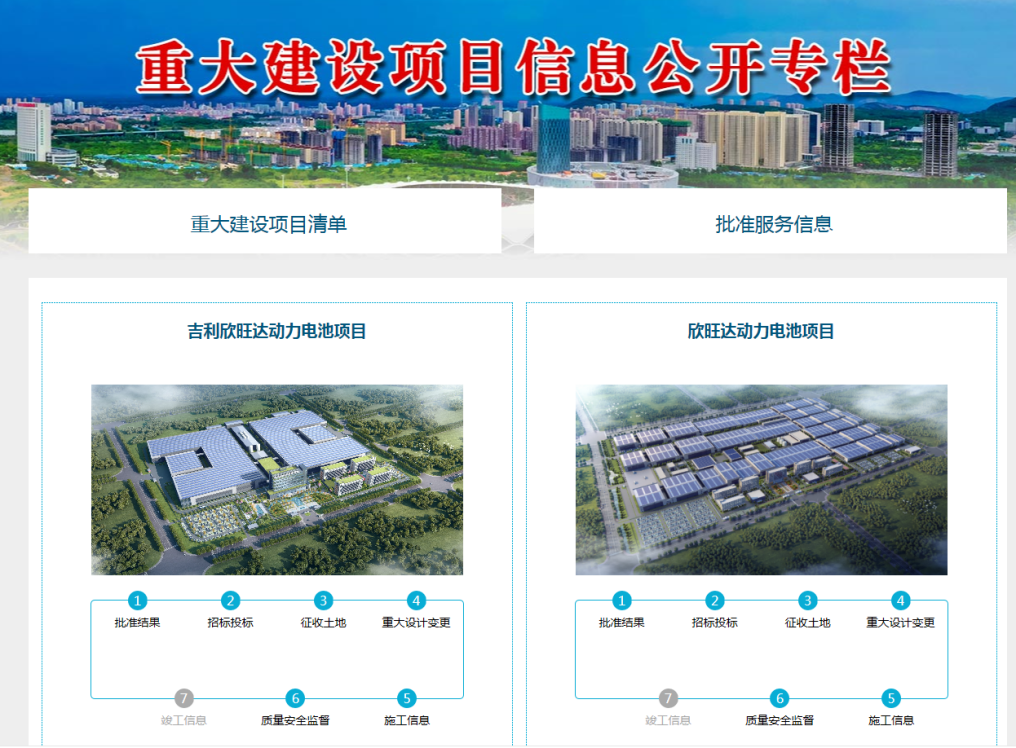 重大建设项目信息公开专栏
重大建设项目清单
批准服务信息
吉利欣旺达动力电池项目
1 2 3 4
批准结果 招标投标 征收土地 重大设计变更
7 6 5
竣工信息 质量安全监督 施工信息
欣旺达动力电池项目
1 2 3 4
批准结果 招标投标 征收土地 重大设计变更
7 6 5
竣工信息 质量安全监督 施工信息